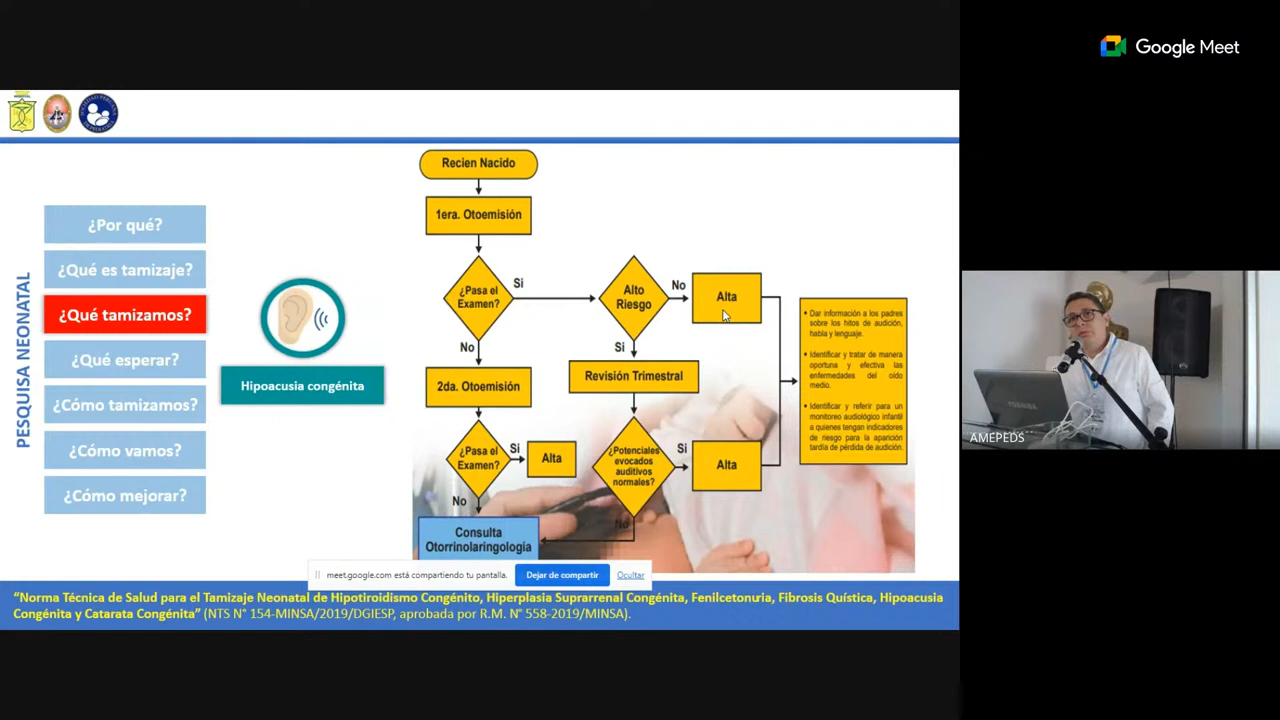 Google Meet
PESQUISA NEONATAL
¿Por qué?
¿Qué es tamizaje?
¿Qué tamizamos?
¿Qué esperar?
¿Cómo tamizamos?
¿Cómo vamos?
¿Cómo mejorar?
Hipoacusia congénita
Recien Nacido
1era. Otoemisión
¿Pasa el
Examen?
Si
No
Alto
Riesgo
No
Alta
Si
Revisión Trimestral
2da. Otoemisión
¿Pasa el
Examen?
Si
Alta
No
¿Potenciales
evocados
auditivos
normales?
Si
Alta
No
Consulta
Otorrinolaringología
• Dar información a los padres
sobre los hitos de audición,
habla y lenguaje.
• Identificar y tratar de manera
oportuna y efectiva las
enfermedades del oído
medio.
• Identificar y referir para un
monitoreo audiológico infantil
a quienes tengan indicadores
de riesgo para la aparición
tardía de pérdida de audición.
meet.google.com está compartiendo tu pantalla.
Dejar de compartir
Ocultar
“Norma Técnica de Salud para el Tamizaje Neonatal de Hipotiroidismo Congénito, Hiperplasia Suprarrenal Congénita, Fenilcetonuria, Fibrosis Quística, Hipoacusia
Congénita y Catarata Congénita” (NTS N° 154-MINSA/2019/DGIESP, aprobada por R.M. N° 558-2019/MINSA).
TOSHIBA
AMEPEDS